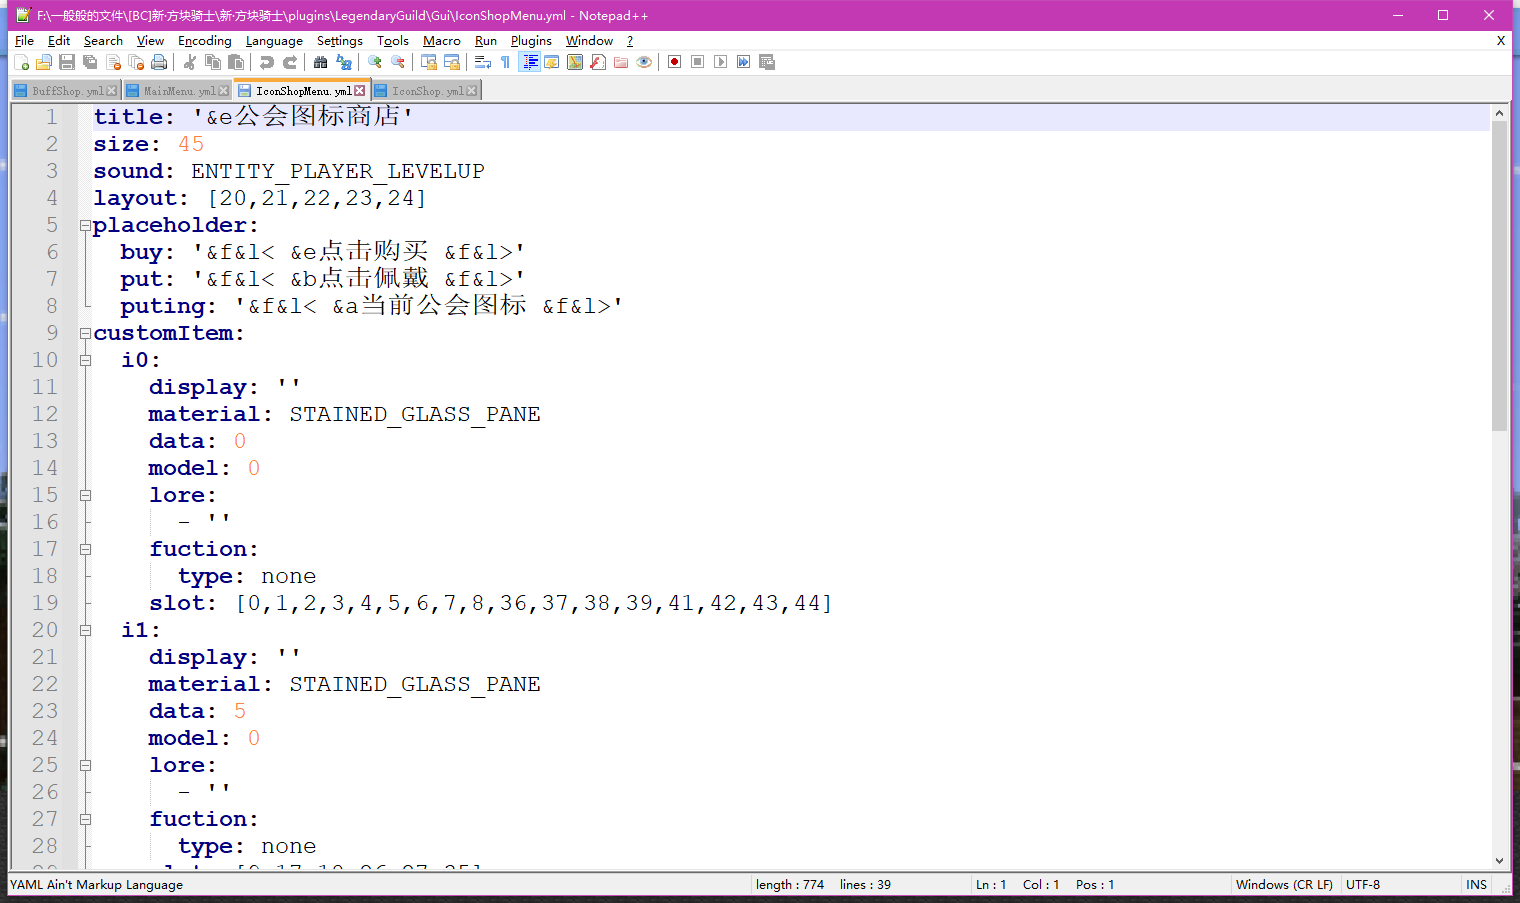 F:\一般般的文件\[BC]新·方块骑士\新·方块骑士\plugins\LegendaryGuild\Gui\IconShopMenu.yml - Notepad++
File Edit Search View Encoding Language Settings Tools Macro Run Plugins Window ? X
BuffShop.yml MainMenu.yml IconShopMenu.yml IconShop.yml
1 title: '&e公会图标商店'
2 size: 45
3 sound: ENTITY_PLAYER_LEVELUP
4 layout: [20,21,22,23,24]
5 placeholder:
6 buy: '&f&l< &e点击购买 &f&l>'
7 put: '&f&l< &b点击佩戴 &f&l>'
8 puting: '&f&l< &a当前公会图标 &f&l>'
9 customItem:
10 i0:
11 display: ''
12 material: STAINED_GLASS_PANE
13 data: 0
14 model: 0
15 lore:
16 - ''
17 fuction:
18 type: none
19 slot: [0,1,2,3,4,5,6,7,8,36,37,38,39,41,42,43,44]
20 i1:
21 display: ''
22 material: STAINED_GLASS_PANE
23 data: 5
24 model: 0
25 lore:
26 - ''
27 fuction:
28 type: none
YAML Ain't Markup Language length : 774 lines : 39 Ln : 1 Col : 1 Pos : 1 Windows (CR LF) UTF-8 INS